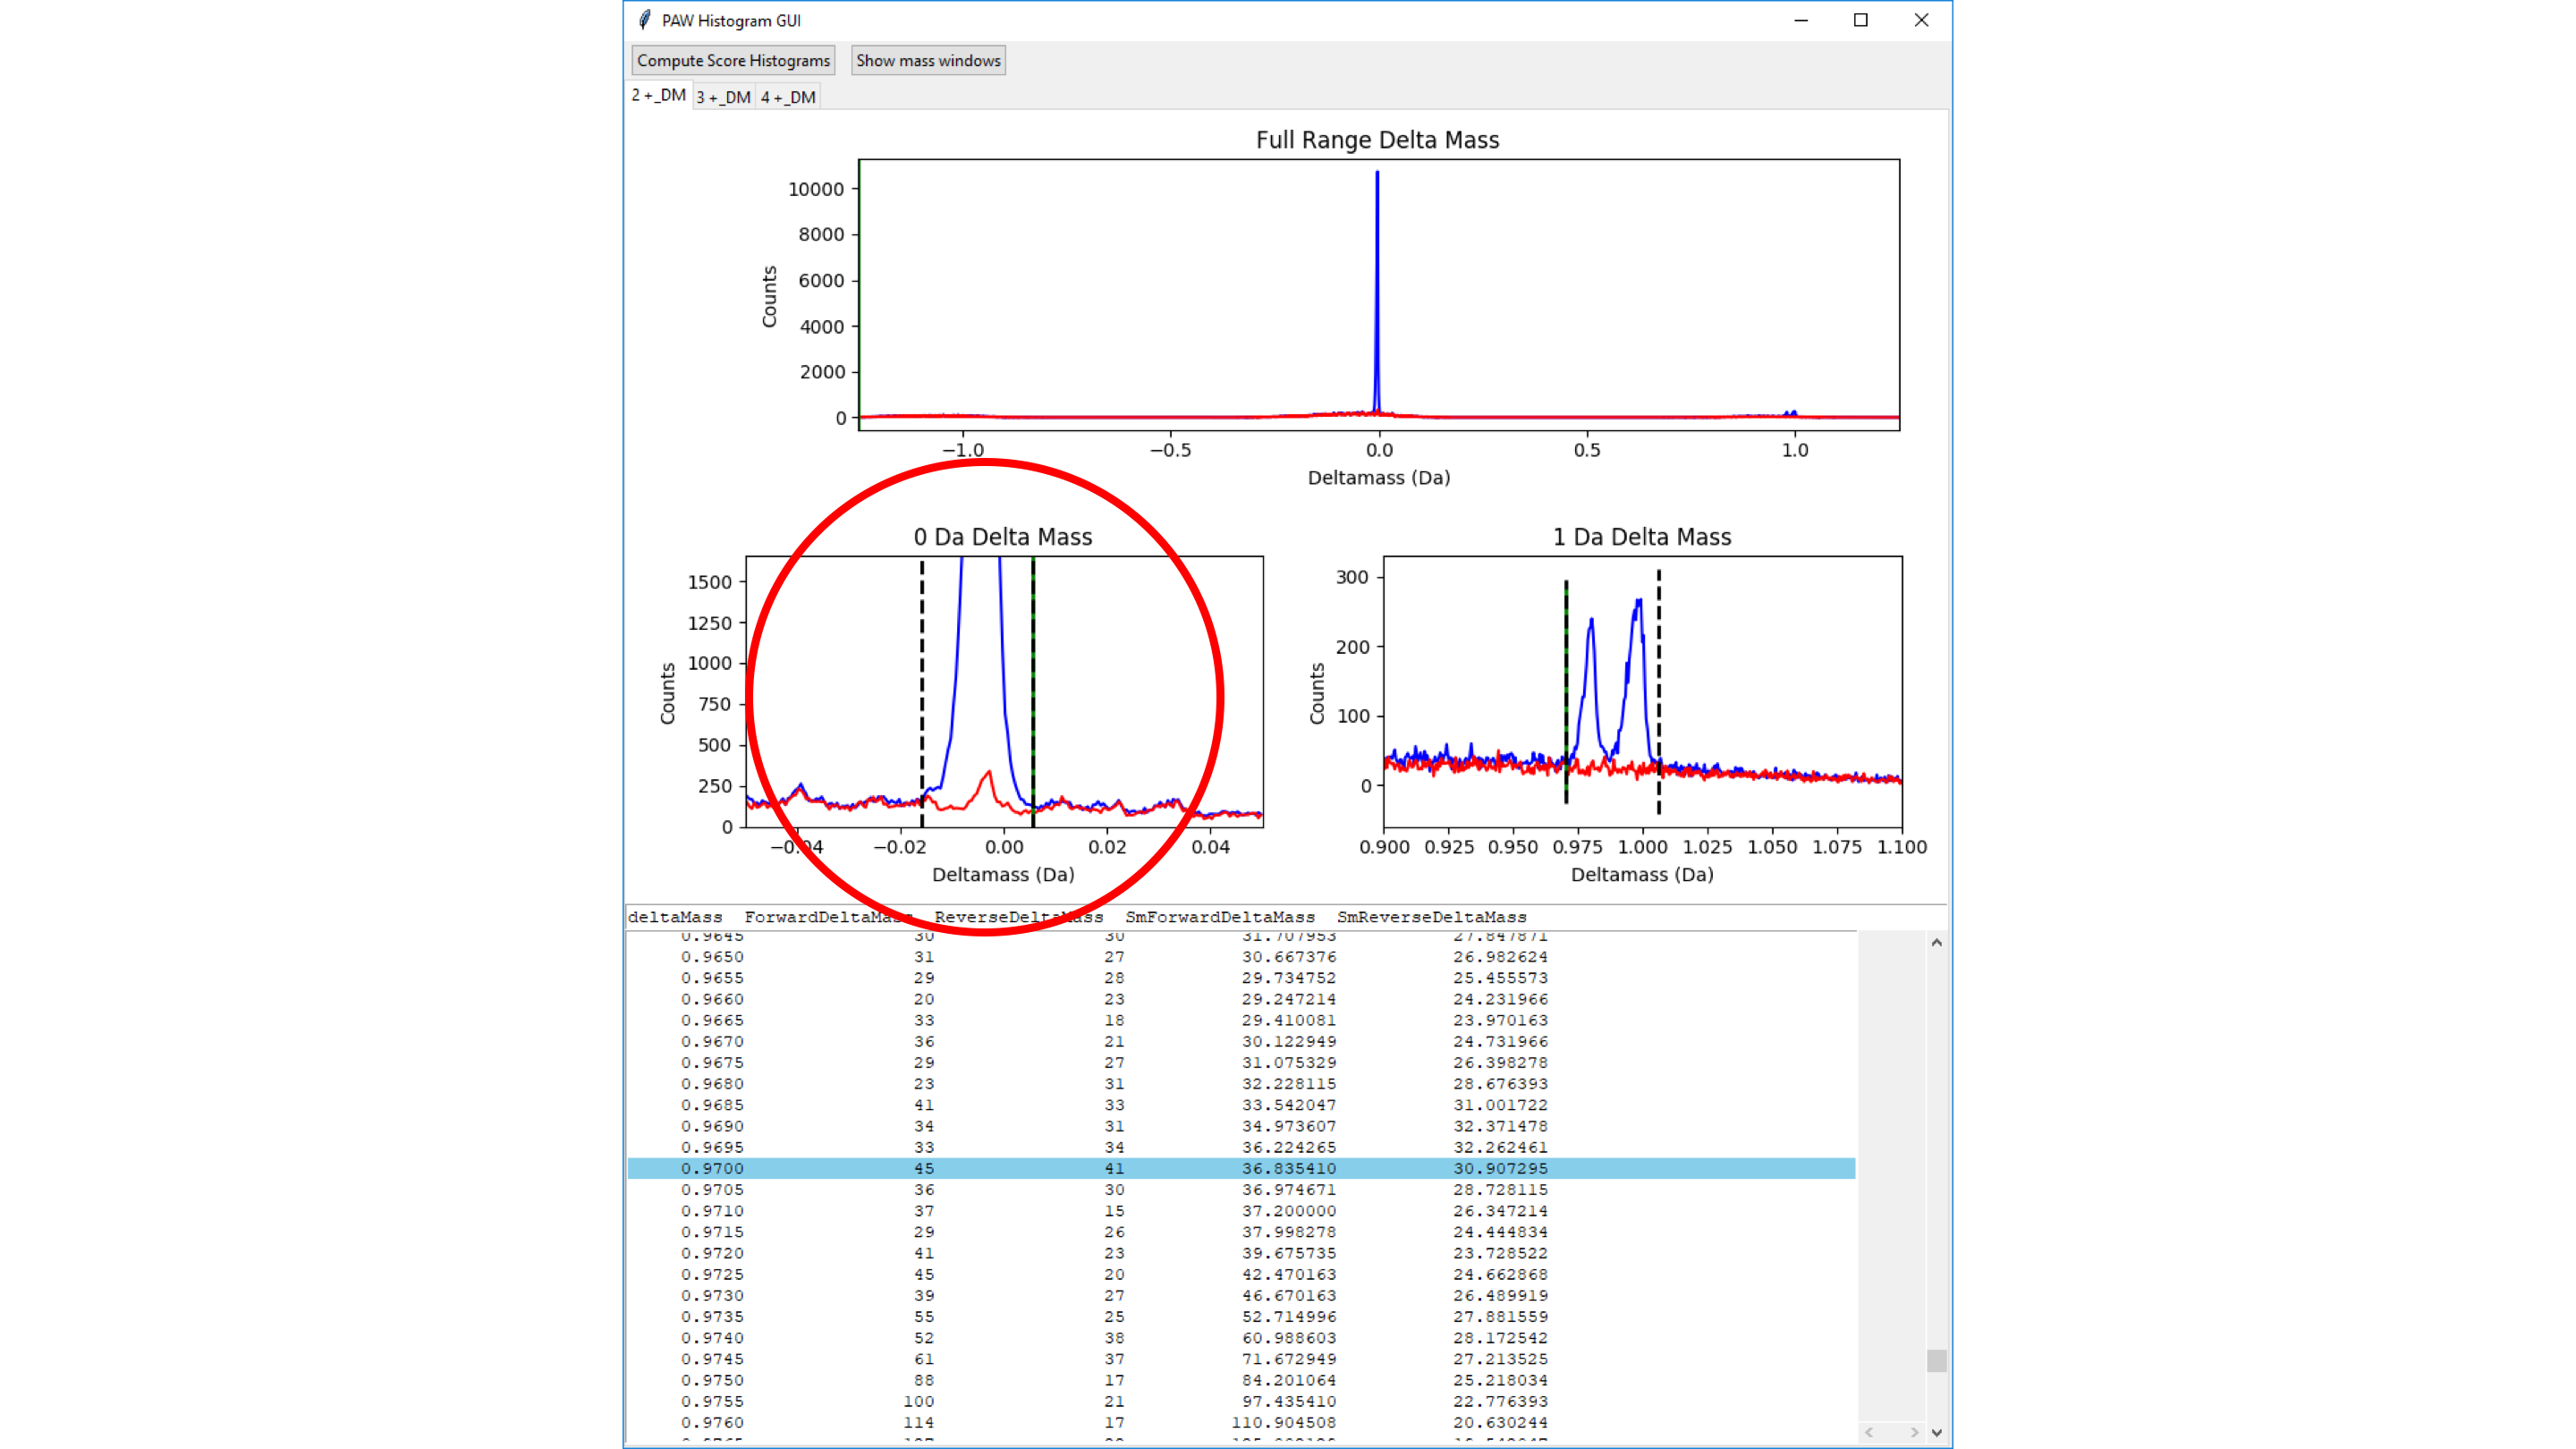 PAW Histogram GUI
Compute Score Histograms Show mass windows
2 +_DM 3 +_DM 4 +_DM
Full Range Delta Mass
10000
8000
6000
4000
2000
0
Counts
−1.0 −0.5 0.0 0.5 1.0
Deltamass (Da)
0 Da Delta Mass
1500
1250
1000
750
500
250
0
Counts
−0.04 −0.02 0.00 0.02 0.04
Deltamass (Da)
1 Da Delta Mass
300
200
100
0
Counts
0.900 0.925 0.950 0.975 1.000 1.025 1.050 1.075 1.100
Deltamass (Da)
deltaMass ForwardDeltaMass ReverseDeltaMass SmForwardDeltaMass SmReverseDeltaMass
0.9645 30 30 31.707953 27.847871
0.9650 31 27 30.667376 26.982624
0.9655 29 28 29.734752 25.455573
0.9660 20 23 29.247214 24.231966
0.9665 33 18 29.410081 23.970163
0.9670 36 21 30.122949 24.731966
0.9675 29 27 31.075329 26.398278
0.9680 23 31 32.228115 28.676393
0.9685 41 33 33.542047 31.001722
0.9690 34 31 34.973607 32.371478
0.9695 33 34 36.224265 32.262461
0.9700 45 41 36.835410 30.907295
0.9705 36 30 36.974671 28.728115
0.9710 37 15 37.200000 26.347214
0.9715 29 26 37.998278 24.444834
0.9720 41 23 39.675735 23.728522
0.9725 45 20 42.470163 24.662868
0.9730 39 27 46.670163 26.489919
0.9735 55 25 52.714996 27.881559
0.9740 52 38 60.988603 28.172542
0.9745 61 37 71.672949 27.213525
0.9750 88 17 84.201064 25.218034
0.9755 100 21 97.435410 22.776393
0.9760 114 17 110.904508 20.630244